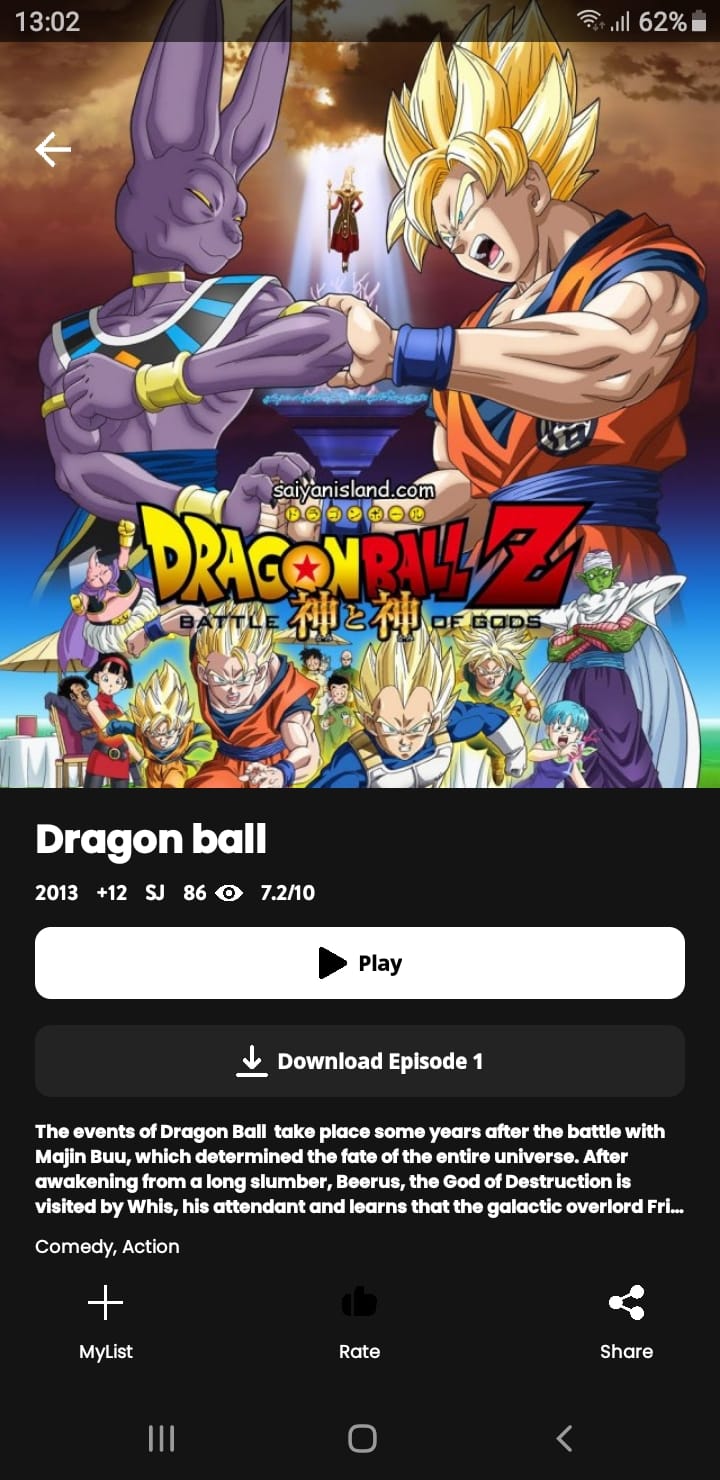 13:02
62%
saiyanisland.com
ドラゴンボール
DRAGONBALL Z
BATTLE 神と神 OF GODS
Dragon ball
2013 +12 SJ 86 7.2/10
Play
Download Episode 1
The events of Dragon Ball take place some years after the battle with
Majin Buu, which determined the fate of the entire universe. After
awakening from a long slumber, Beerus, the God of Destruction is
visited by Whis, his attendant and learns that the galactic overlord Fri...
Comedy, Action
MyList
Rate
Share